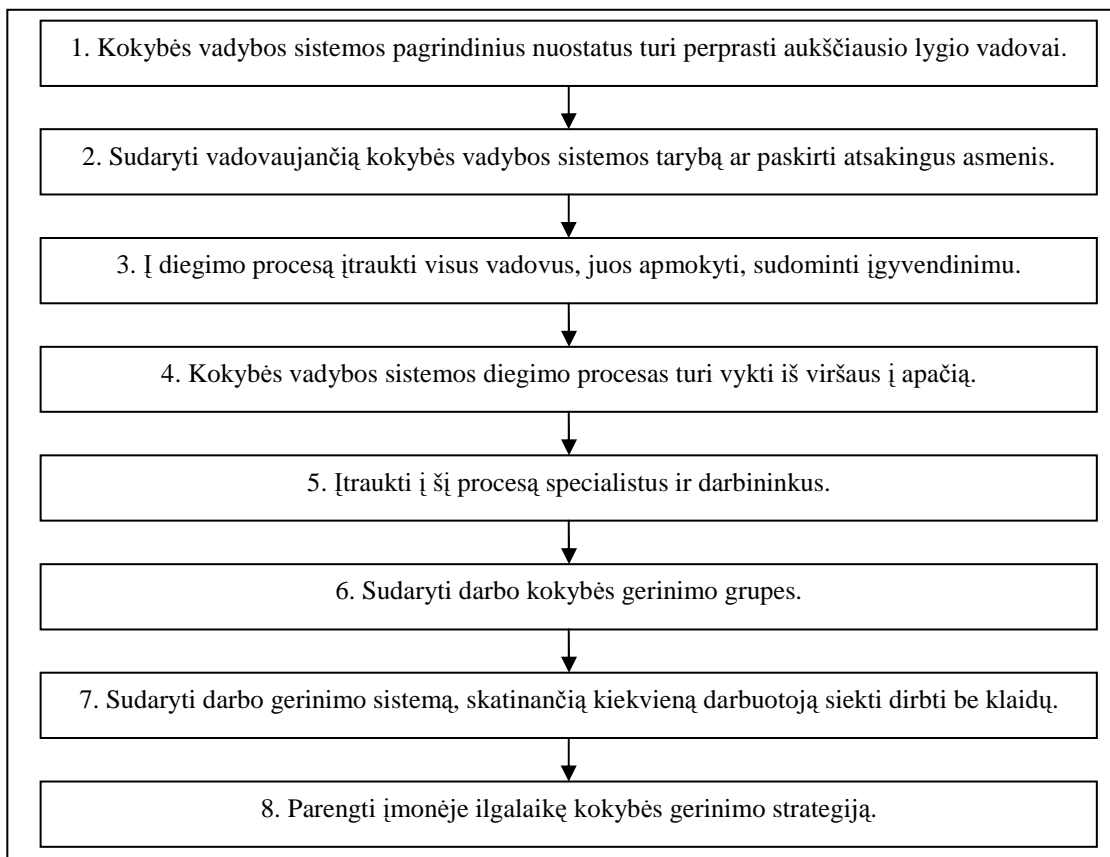 1. Kokybės vadybos sistemos pagrindinius nuostatus turi perprasti aukščiausio lygio vadovai.
2. Sudaryti vadovaujančią kokybės vadybos sistemos tarybą ar paskirti atsakingus asmenis.
3. Į diegimo procesą įtraukti visus vadovus, juos apmokyti, sudominti įgyvendinimu.
4. Kokybės vadybos sistemos diegimo procesas turi vykti iš viršaus į apačią.
5. Įtraukti į šį procesą specialistus ir darbininkus.
6. Sudaryti darbo kokybės gerinimo grupes.
7. Sudaryti darbo gerinimo sistemą, skatinančią kiekvieną darbuotoją siekti dirbti be klaidų.
8. Parengti įmonėje ilgalaikę kokybės gerinimo strategiją.